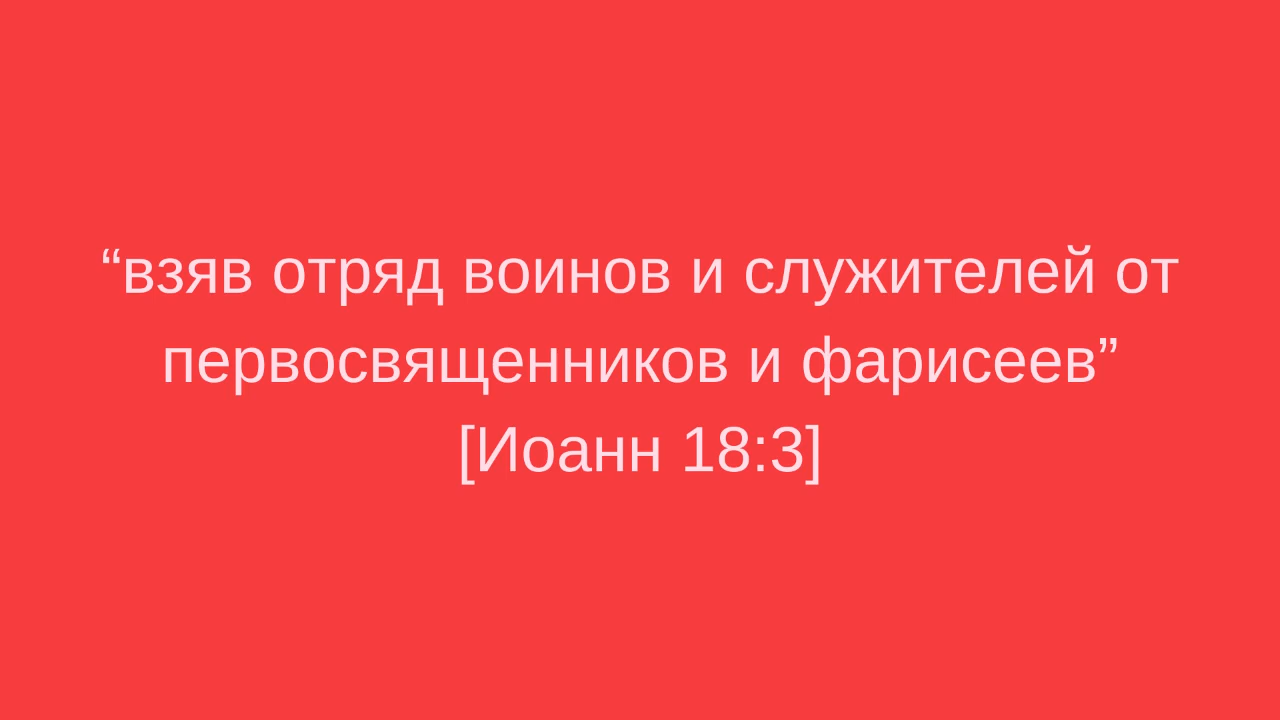 “взяв отряд воинов и служителей от
первосвященников и фарисеев”
[Иоанн 18:3]